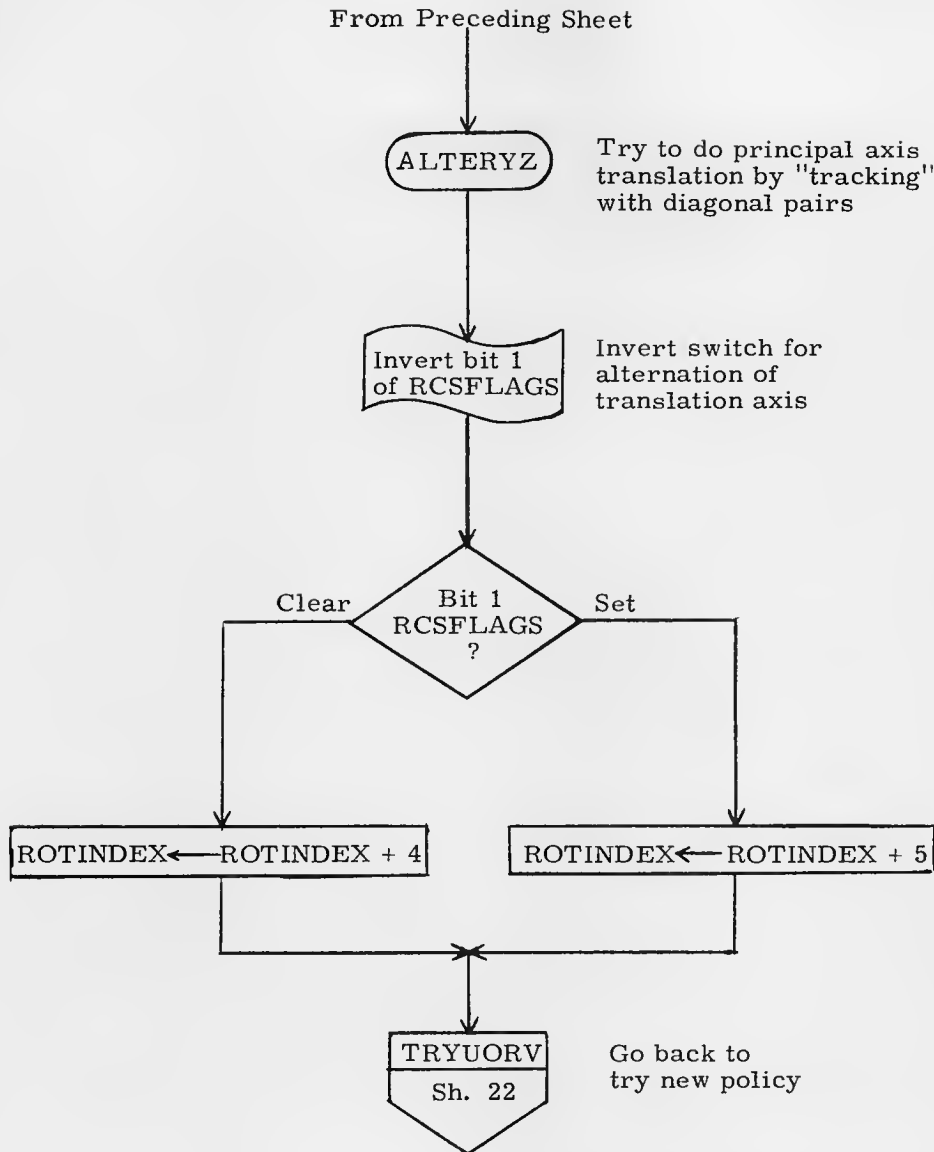 From Preceding Sheet
ALTERYZ
Try to do principal axis
translation by "tracking"
with diagonal pairs
Invert bit 1
of RCSFLAGS
Invert switch for
alternation of
translation axis
Clear
Bit 1
RCSFLAGS
?
Set
ROTINDEX←ROTINDEX + 4
ROTINDEX←ROTINDEX + 5
TRYUORV
Sh. 22
Go back to
try new policy